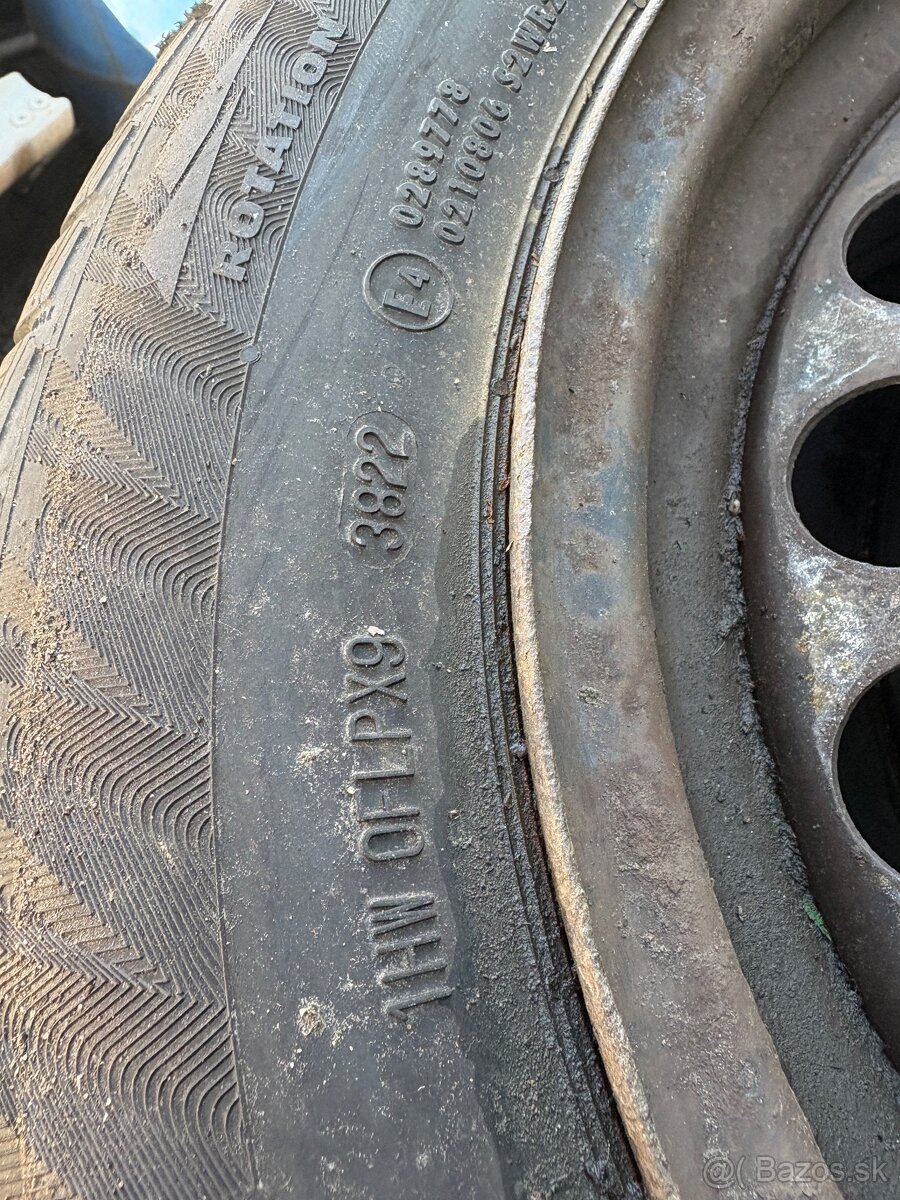 ROTATION
0289778
0210806 S2WR2
E4
3822
1HW 0FLPX9
@( Bazos.sk